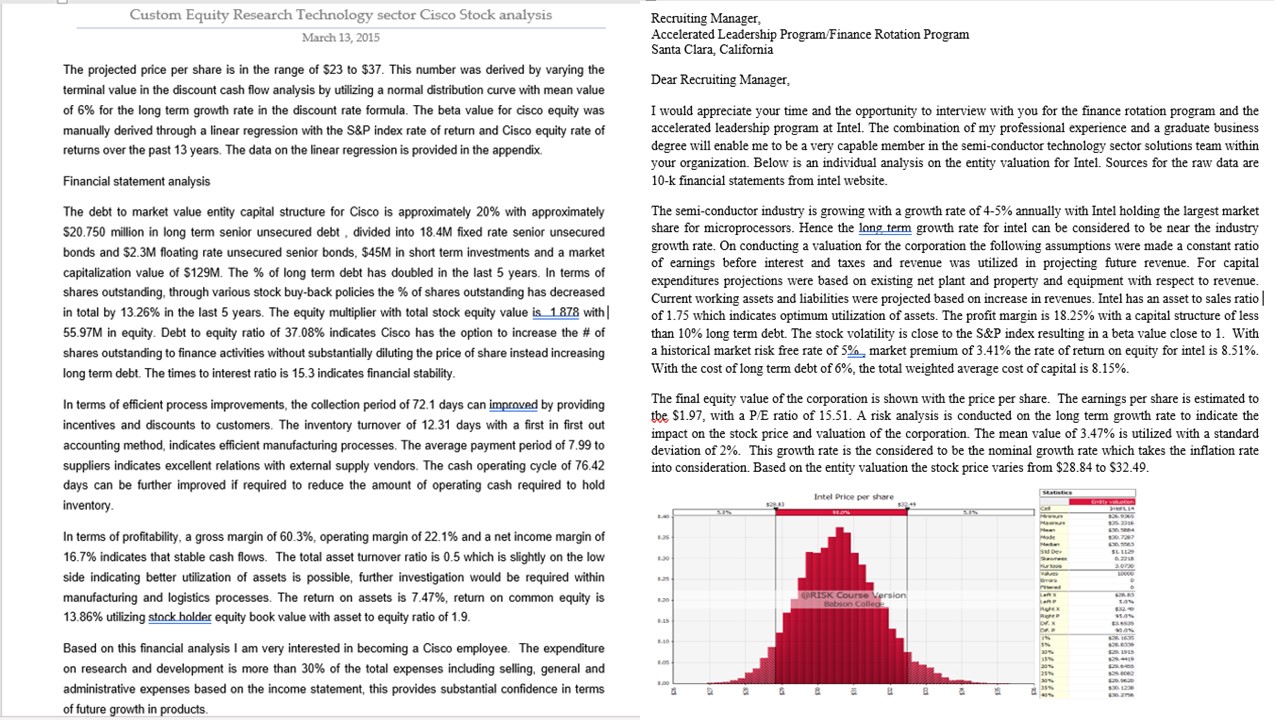 Custom Equity Research Technology sector Cisco Stock analysis
March 13, 2015
The projected price per share is in the range of $23 to $37. This number was derived by varying the
terminal value in the discount cash flow analysis by utilizing a normal distribution curve with mean value
of 6% for the long term growth rate in the discount rate formula. The beta value for cisco equity was
manually derived through a linear regression with the S&P index rate of return and Cisco equity rate of
returns over the past 13 years. The data on the linear regression is provided in the appendix.
Financial statement analysis
The debt to market value entity capital structure for Cisco is approximately 20% with approximately
$20.750 million in long term senior unsecured debt , divided into 18.4M fixed rate senior unsecured
bonds and $2.3M floating rate unsecured senior bonds, $45M in short term investments and a market
capitalization value of $129M. The % of long term debt has doubled in the last 5 years. In terms of
shares outstanding, through various stock buy-back policies the % of shares outstanding has decreased
in total by 13.26% in the last 5 years. The equity multiplier with total stock equity value is 1.878 with
55.97M in equity. Debt to equity ratio of 37.08% indicates Cisco has the option to increase the # of
shares outstanding to finance activities without substantially diluting the price of share instead increasing
long term debt. The times to interest ratio is 15.3 indicates financial stability.
In terms of efficient process improvements, the collection period of 72.1 days can improved by providing
incentives and discounts to customers. The inventory turnover of 12.31 days with a first in first out
accounting method, indicates efficient manufacturing processes. The average payment period of 7.99 to
suppliers indicates excellent relations with external supply vendors. The cash operating cycle of 76.42
days can be further improved if required to reduce the amount of operating cash required to hold
inventory.
In terms of profitability, a gross margin of 60.3%, operating margin of 22.1% and a net income margin of
16.7% indicates that stable cash flows. The total asset turnover ratio is 0.5 which is slightly on the low
side indicating better utilization of assets is possible, further investigation would be required within
manufacturing and logistics processes. The return on assets is 7.47%, return on common equity is
13.86% utilizing stock holder equity book value with asset to equity ratio of 1.9.
Based on this financial analysis I am very interested in becoming a Cisco employee. The expenditure
on research and development is more than 30% of the total expenses including selling, general and
administrative expenses based on the income statement, this provides substantial confidence in terms
of future growth in products.
Recruiting Manager,
Accelerated Leadership Program/Finance Rotation Program
Santa Clara, California
Dear Recruiting Manager,
I would appreciate your time and the opportunity to interview with you for the finance rotation program and the
accelerated leadership program at Intel. The combination of my professional experience and a graduate business
degree will enable me to be a very capable member in the semi-conductor technology sector solutions team within
your organization. Below is an individual analysis on the entity valuation for Intel. Sources for the raw data are
10-k financial statements from intel website.
The semi-conductor industry is growing with a growth rate of 4-5% annually with Intel holding the largest market
share for microprocessors. Hence the long term growth rate for intel can be considered to be near the industry
growth rate. On conducting a valuation for the corporation the following assumptions were made a constant ratio
of earnings before interest and taxes and revenue was utilized in projecting future revenue. For capital
expenditures projections were based on existing net plant and property and equipment with respect to revenue.
Current working assets and liabilities were projected based on increase in revenues. Intel has an asset to sales ratio
of 1.75 which indicates optimum utilization of assets. The profit margin is 18.25% with a capital structure of less
than 10% long term debt. The stock volatility is close to the S&P index resulting in a beta value close to 1. With
a historical market risk free rate of 5% , market premium of 3.41% the rate of return on equity for intel is 8.51%.
With the cost of long term debt of 6%, the total weighted average cost of capital is 8.15%.
The final equity value of the corporation is shown with the price per share. The earnings per share is estimated to
the $1.97, with a P/E ratio of 15.51. A risk analysis is conducted on the long term growth rate to indicate the
impact on the stock price and valuation of the corporation. The mean value of 3.47% is utilized with a standard
deviation of 2%. This growth rate is the considered to be the nominal growth rate which takes the inflation rate
into consideration. Based on the entity valuation the stock price varies from $28.84 to $32.49.
Intel Price per share
$32.49
5.0%
90.0%
5.0%
@RISK Course Version
Babson College
Statistics
Entity valuation
Cell
Minimum
Maximum
Mean
Mode
Median
Std Dev
Skewness
Kurtosis
Values 10000
Errors 0
Filtered 0
Left X
Left P 5.0%
Right X
Right P 95.0%
Dif. X
Dif. P 90.0%
1%
5%
10%
15%
20%
25%
30%
35%
40%